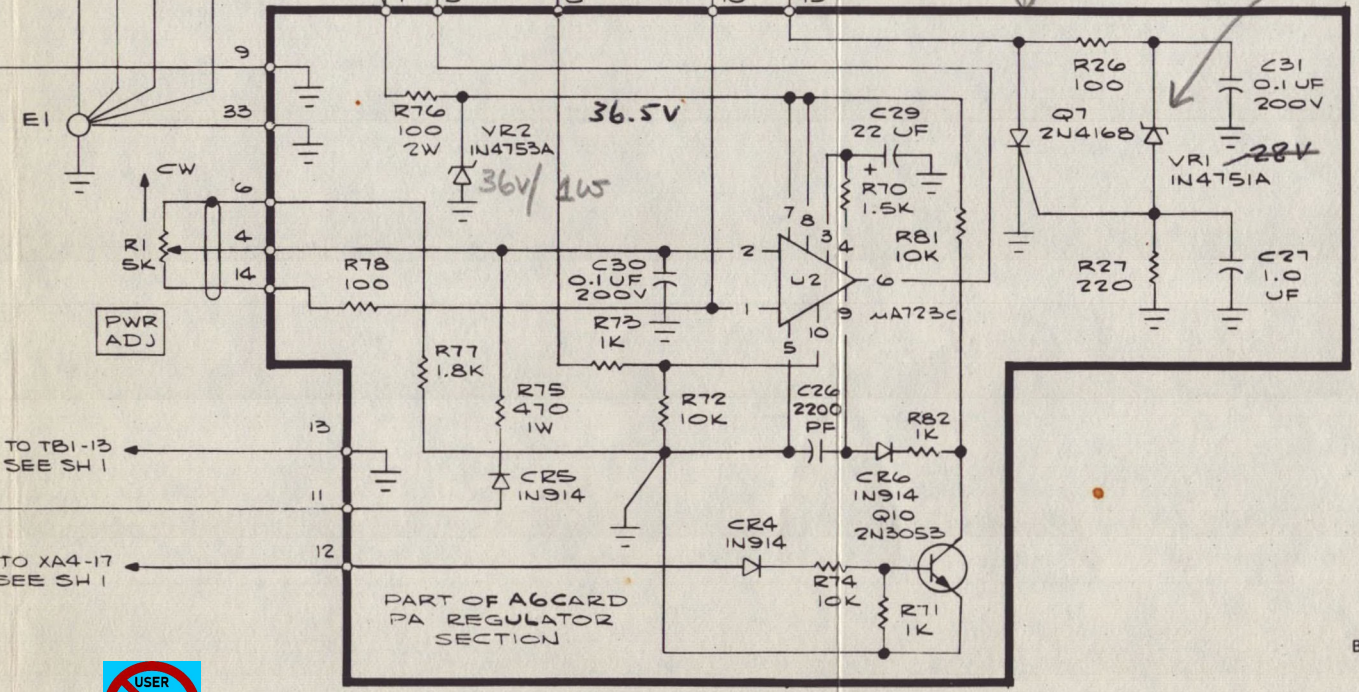 9
33
E1
CW
6
4
14
R1
5K
PWR
ADJ
R76
100
2W
VR2
1N4753A
36V/ 1W
36.5V
C29
22 UF
+
R70
1.5K
R81
10K
R26
100
C31
0.1UF
200V
Q7
2N4168
VR1
28V
1N4751A
R27
220
C27
1.0
UF
R78
100
C30
0.1UF
200V
2
1
7
8
3
4
U2
6
9
10
5
µA723C
R73
1K
R77
1.8K
R75
470
1W
R72
10K
C26
2200
PF
R82
1K
CR6
1N914
Q10
2N3053
13
TO TB1-13
SEE SH 1
11
CR5
1N914
12
TO XA4-17
SEE SH 1
CR4
1N914
R74
10K
R71
1K
PART OF A6CARD
PA REGULATOR
SECTION
USER